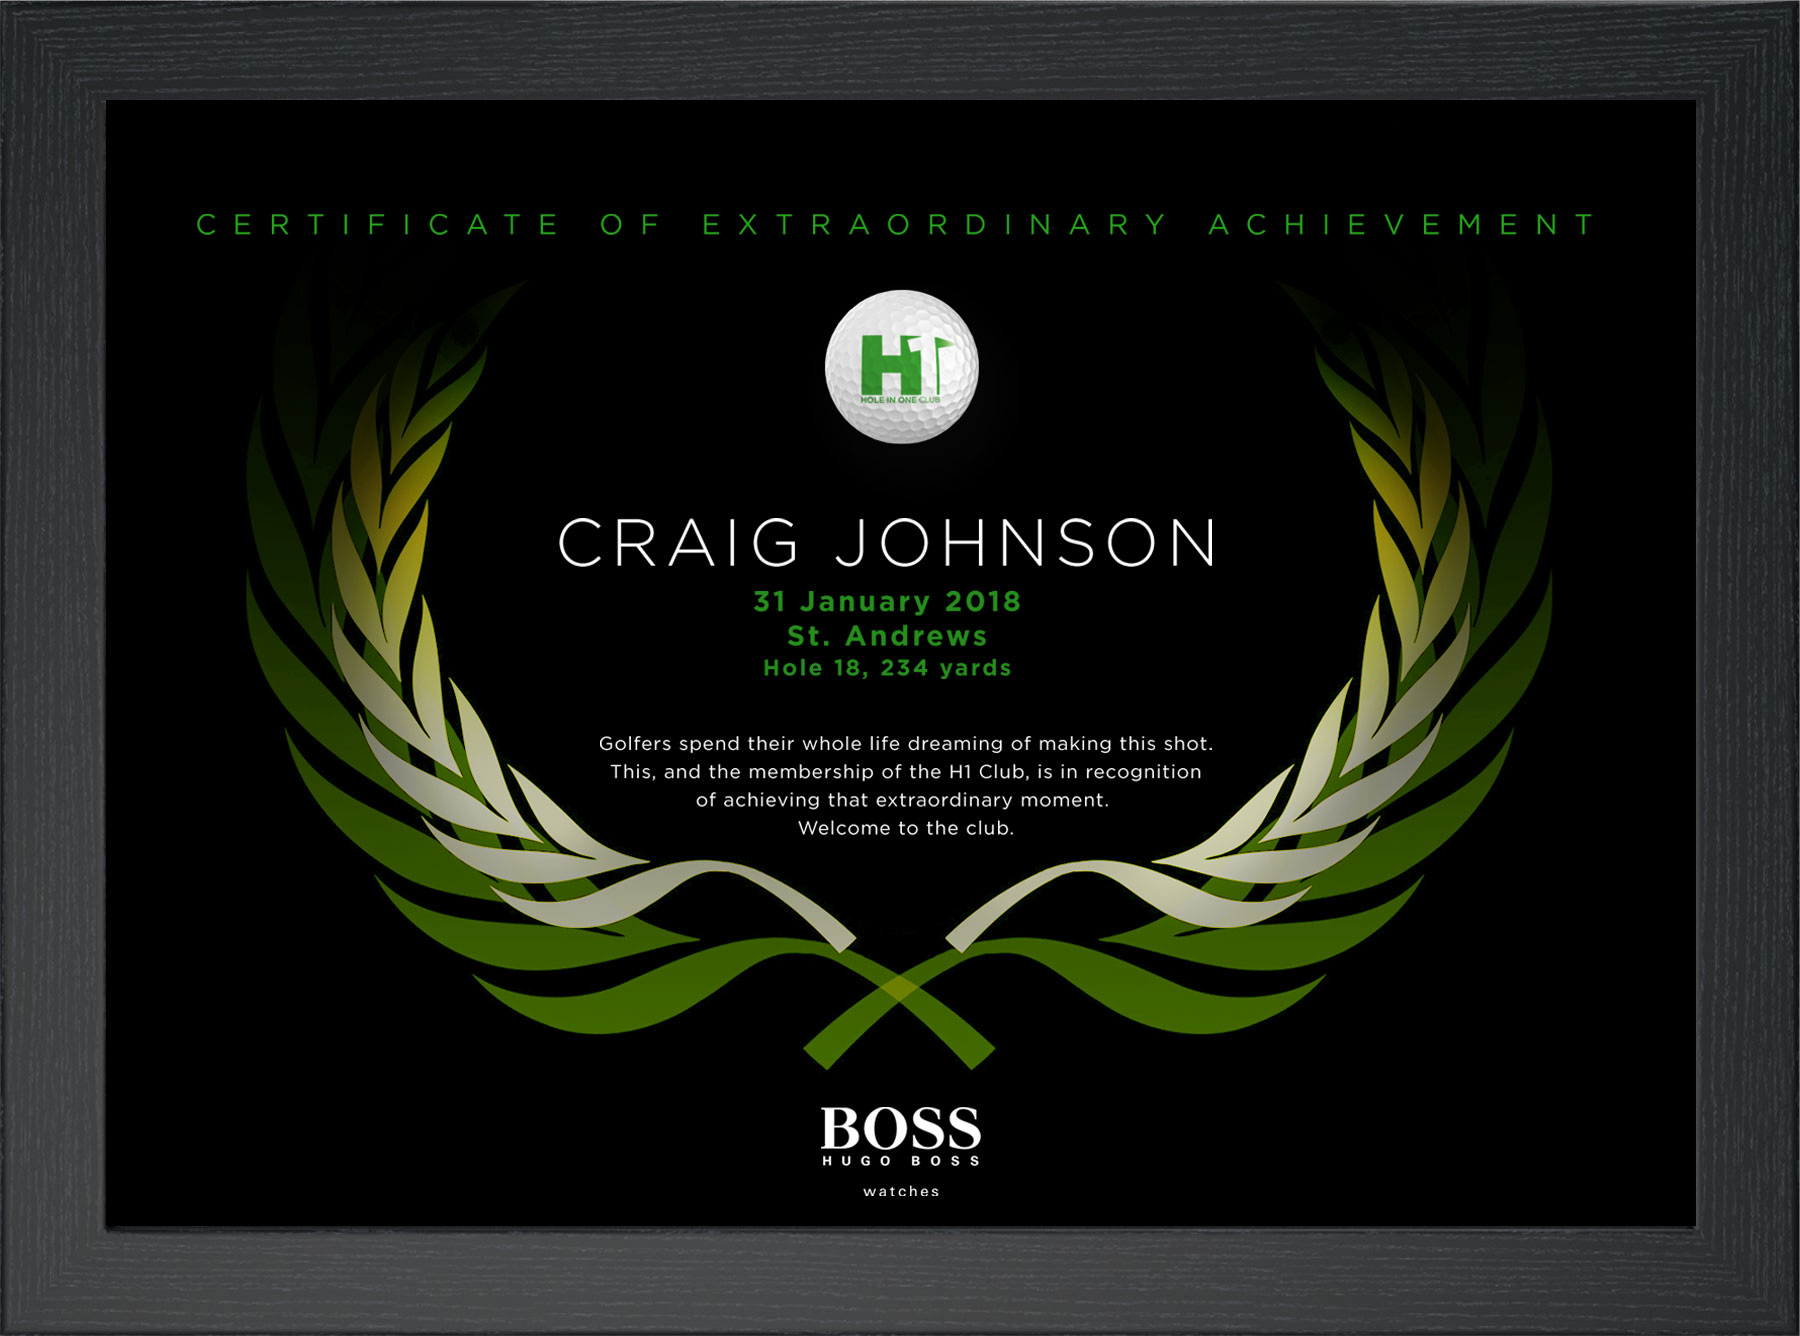 CERTIFICATE OF EXTRAORDINARY ACHIEVEMENT
H1
HOLE IN ONE CLUB
CRAIG JOHNSON
31 January 2018
St. Andrews
Hole 18, 234 yards
Golfers spend their whole life dreaming of making this shot.
This, and the membership of the H1 Club, is in recognition
of achieving that extraordinary moment.
Welcome to the club.
BOSS
HUGO BOSS
watches